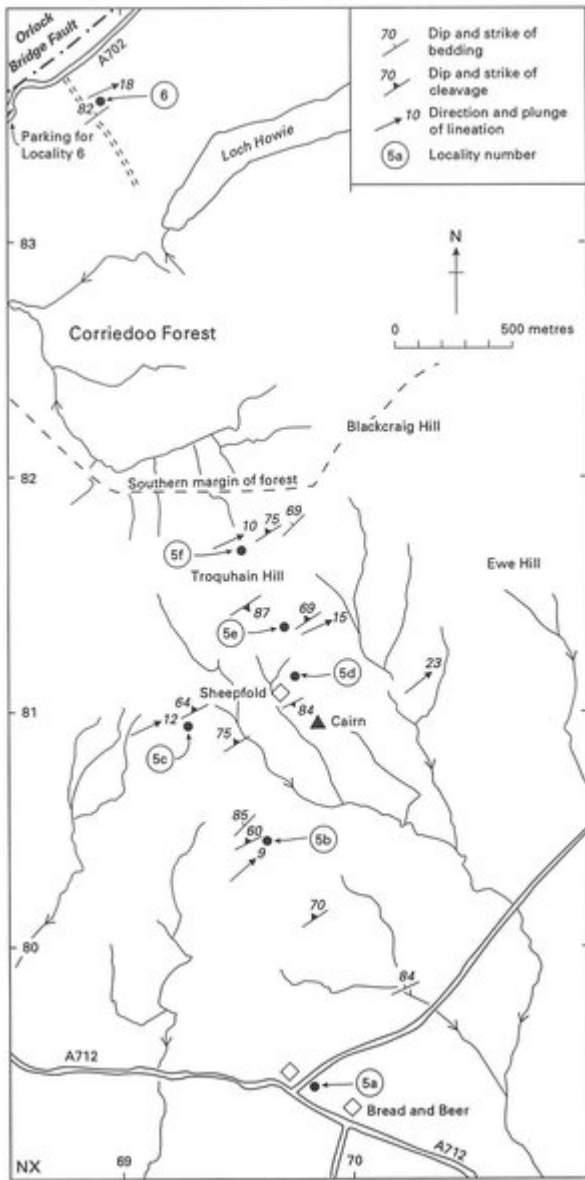 Orlock
Bridge Fault
A702
18
82
6
Parking for
Locality 6
Loch Howie
70 Dip and strike of
bedding
70 Dip and strike of
cleavage
10 Direction and plunge
of lineation
5a Locality number
83
N
0 500 metres
Corriedoo Forest
Blackcraig Hill
82
Southern margin of forest
10 75 69
5f
Troquhain Hill
Ewe Hill
87 69 15
5e
5d
23
Sheepfold
64 84
81
12
Cairn
75
5c
85
60
5b
9
70
80
84
A712
5a
Bread and Beer
A712
NX 69 70